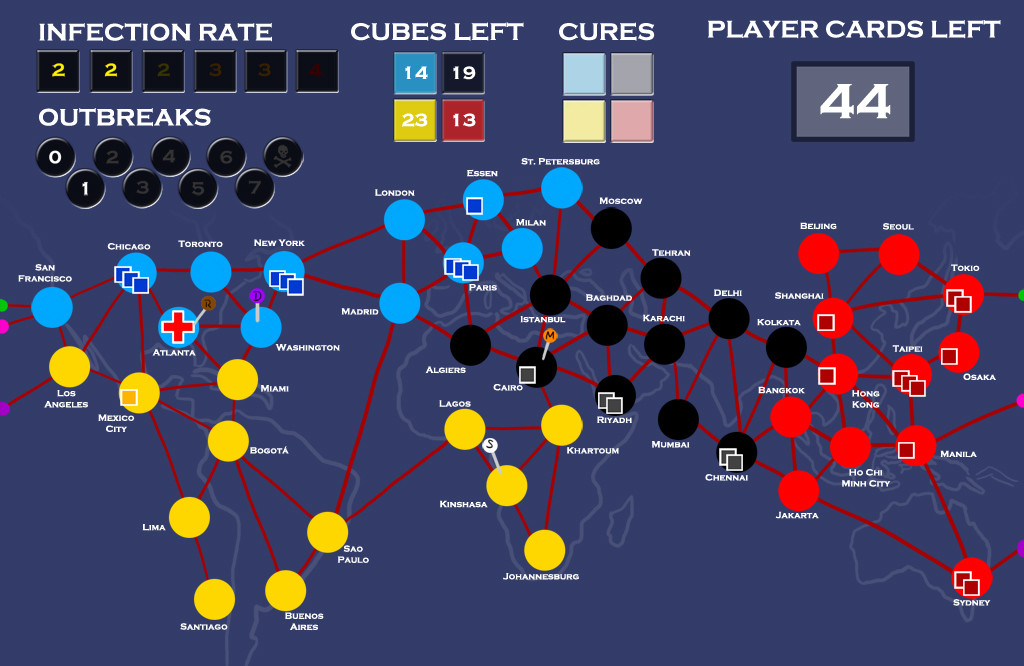 INFECTION RATE
CUBES LEFT
CURES
PLAYER CARDS LEFT
2 2 2 3 3 4
14 19
23 13
44
OUTBREAKS
0 2 4 6
1 3 5 7
ST. PETERSBURG
ESSEN
LONDON
MOSCOW
MILAN
BEIJING
SEOUL
CHICAGO
TORONTO
NEW YORK
TEHRAN
SAN
FRANCISCO
TOKIO
PARIS
BAGHDAD
DELHI
SHANGHAI
R
D
MADRID
ISTANBUL
KARACHI
KOLKATA
M
ATLANTA
WASHINGTON
TAIPEI
ALGIERS
OSAKA
CAIRO
MIAMI
BANGKOK
LOS
ANGELES
HONG
KONG
LAGOS
MEXICO
CITY
RIYADH
MUMBAI
S
BOGOTÁ
KHARTOUM
MANILA
CHENNAI
HO CHI
MINH CITY
KINSHASA
JAKARTA
LIMA
SAO
PAULO
JOHANNESBURG
SYDNEY
SANTIAGO
BUENOS
AIRES